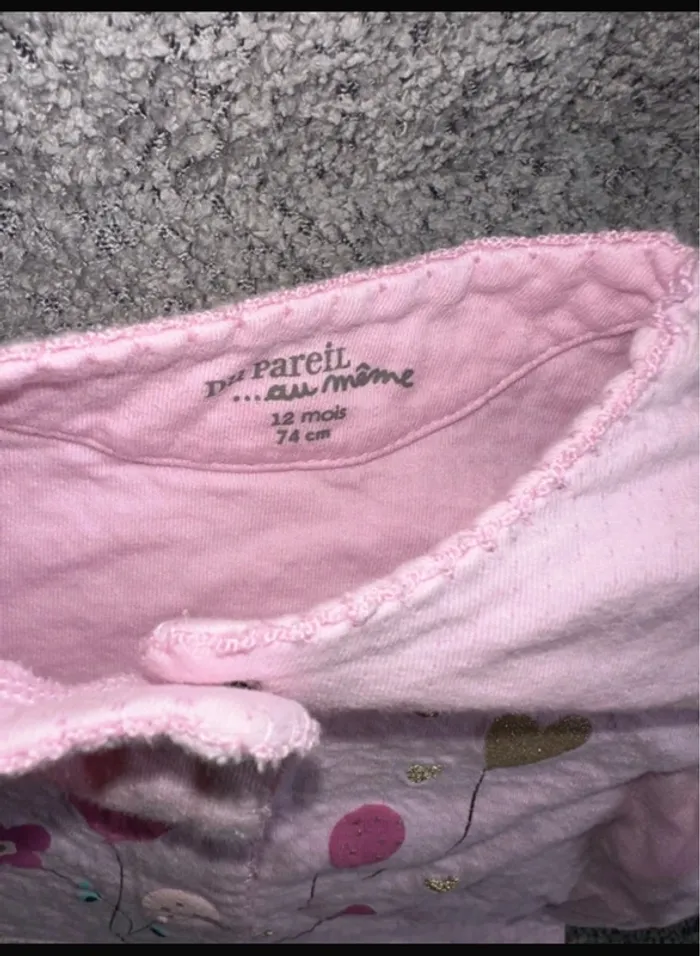 Du Pareil
...au même
12 mois
74 cm